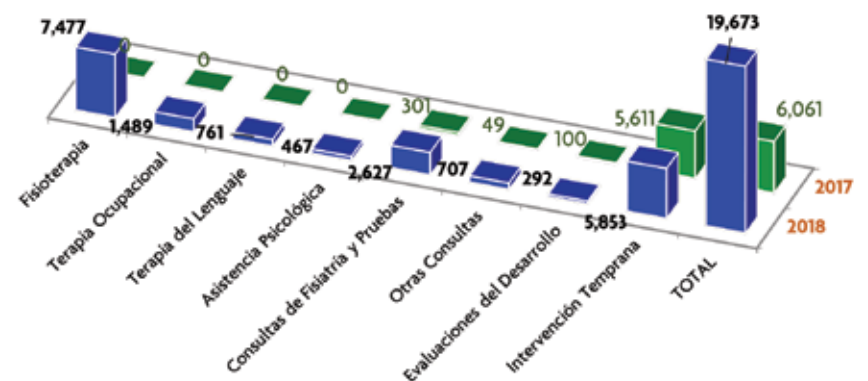 7,477
0
0
0
0
301
49
100
5,611
6,061
19,673
1,489
761
467
2,627
707
292
5,853
2017
2018
Fisioterapia
Terapia Ocupacional
Terapia del Lenguaje
Asistencia Psicológica
Consultas de Fisiatría y Pruebas
Otras Consultas
Evaluaciones del Desarrollo
Intervención Temprana
TOTAL